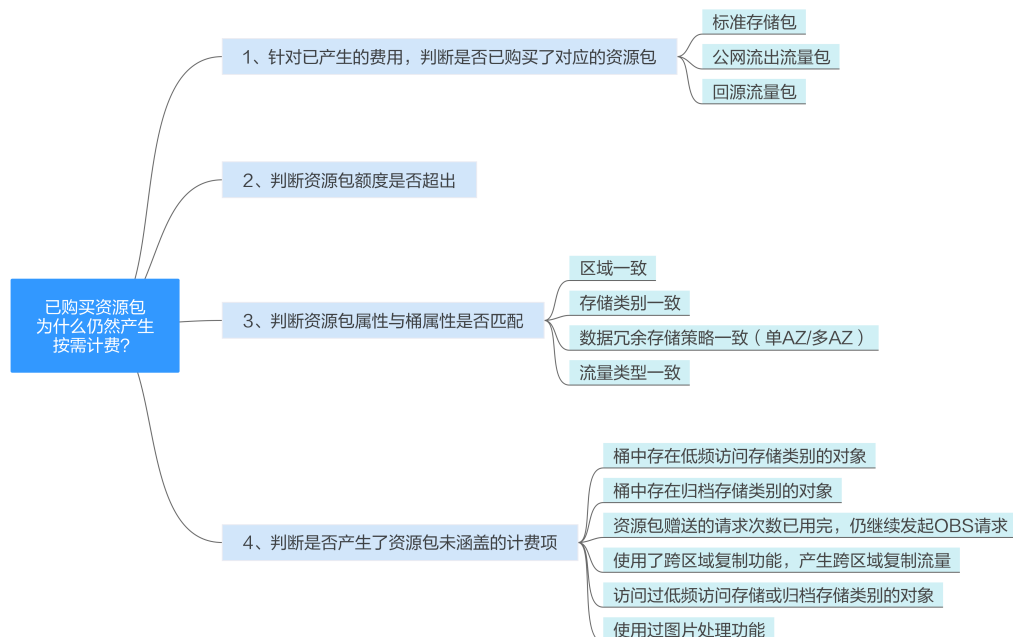 已购买资源包
为什么仍然产生
按需计费？
1、针对已产生的费用，判断是否已购买了对应的资源包
标准存储包
公网流出流量包
回源流量包
2、判断资源包额度是否超出
3、判断资源包属性与桶属性是否匹配
区域一致
存储类别一致
数据冗余存储策略一致（单AZ/多AZ）
流量类型一致
4、判断是否产生了资源包未涵盖的计费项
桶中存在低频访问存储类别的对象
桶中存在归档存储类别的对象
资源包赠送的请求次数已用完，仍继续发起OBS请求
使用了跨区域复制功能，产生跨区域复制流量
访问过低频访问存储或归档存储类别的对象
使用过图片处理功能